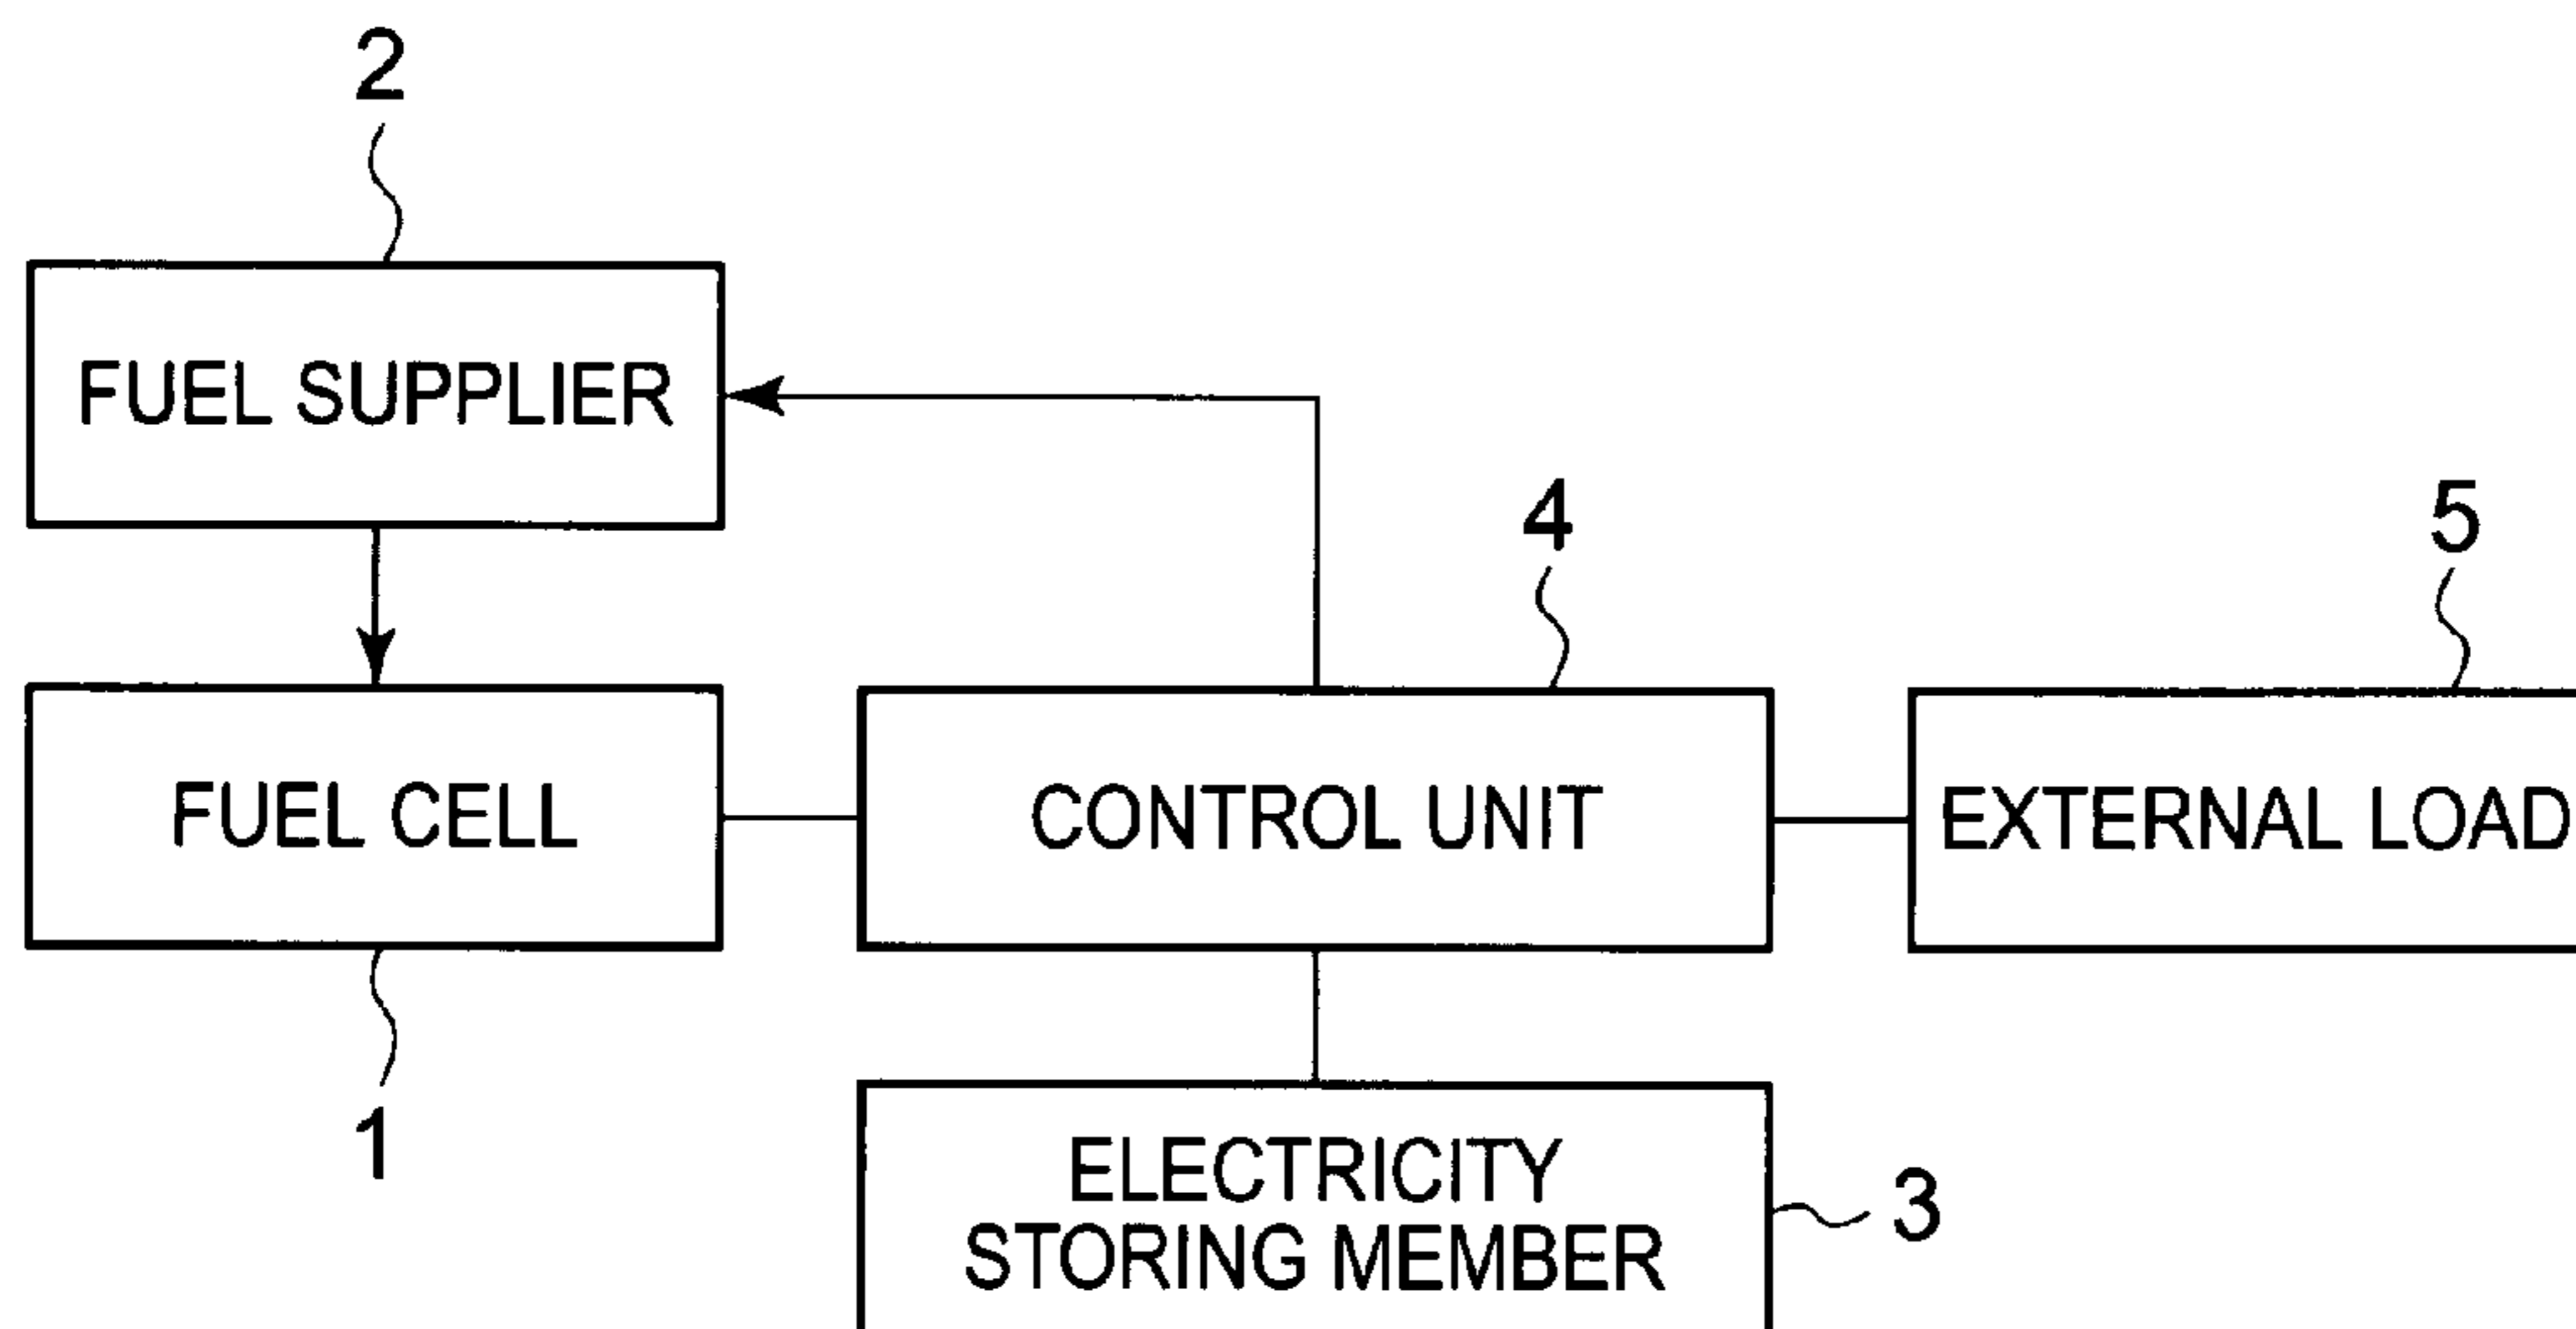 2
FUEL SUPPLIER
4
5
FUEL CELL
CONTROL UNIT
EXTERNAL LOAD
1
ELECTRICITY
STORING MEMBER
3